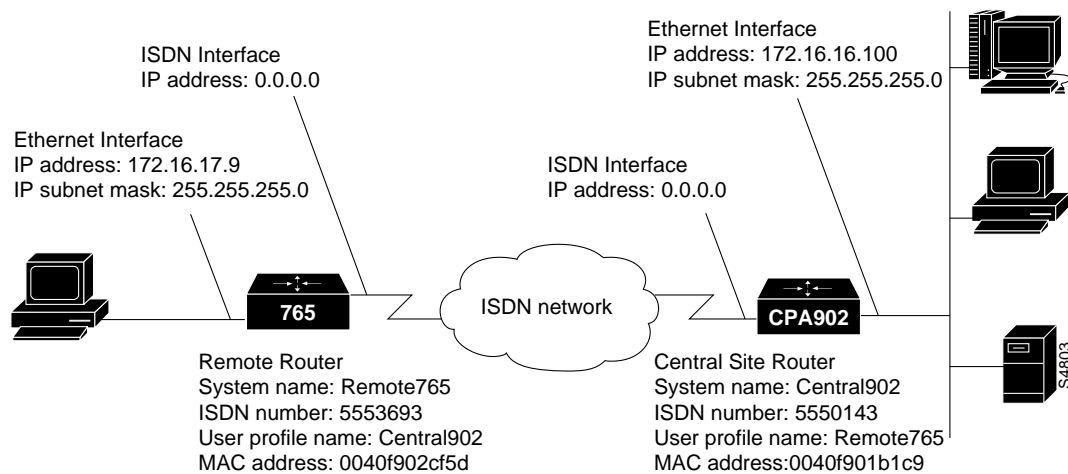 ISDN Interface
IP address: 0.0.0.0
Ethernet Interface
IP address: 172.16.16.100
IP subnet mask: 255.255.255.0
Ethernet Interface
IP address: 172.16.17.9
IP subnet mask: 255.255.255.0
ISDN Interface
IP address: 0.0.0.0
765
ISDN network
CPA902
Remote Router
System name: Remote765
ISDN number: 5553693
User profile name: Central902
MAC address: 0040f902cf5d
Central Site Router
System name: Central902
ISDN number: 5550143
User profile name: Remote765
MAC address:0040f901b1c9
S4803